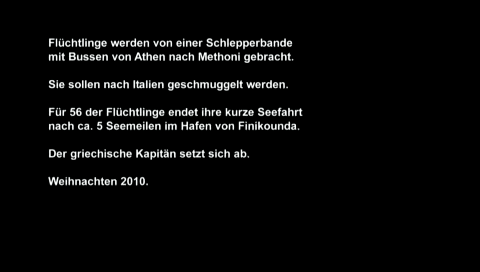 Flüchtlinge werden von einer Schlepperbande
mit Bussen von Athen nach Methoni gebracht.
Sie sollen nach Italien geschmuggelt werden.
Für 56 der Flüchtlinge endet ihre kurze Seefahrt
nach ca. 5 Seemeilen im Hafen von Finikounda.
Der griechische Kapitän setzt sich ab.
Weihnachten 2010.